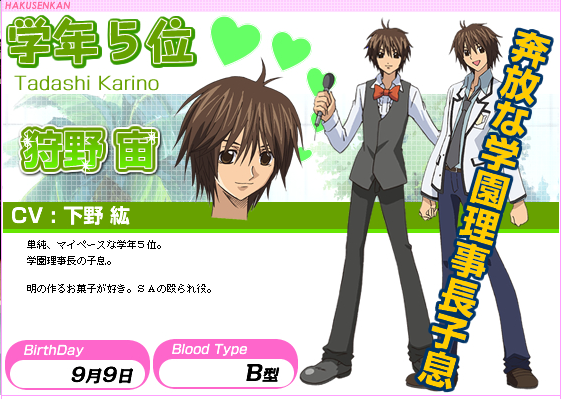 HAKUSENKAN
学年5位
Tadashi Karino
狩野 宙
CV：下野 紘
単純、マイペースな学年５位。
学園理事長の子息。
明の作るお菓子が好き。ＳＡの殴られ役。
BirthDay
9月9日
Blood Type
B型
奔放な学園理事長子息